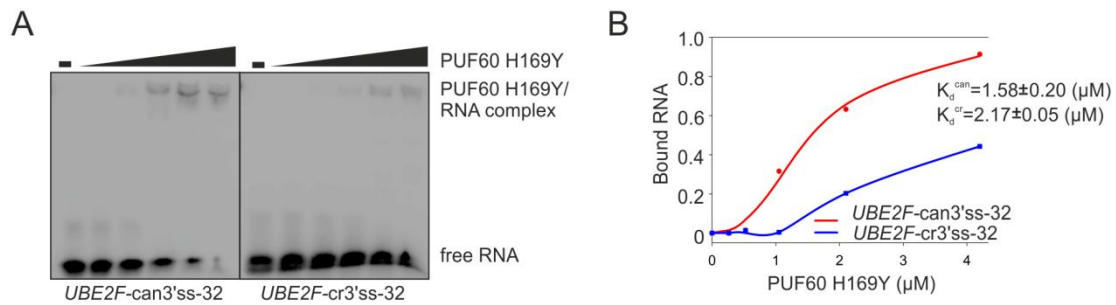 A
PUF60 H169Y
PUF60 H169Y/
RNA complex
free RNA
UBE2F-can3'ss-32
UBE2F-cr3'ss-32
B
1.0
0.8
0.6
0.4
0.2
0
Bound RNA
K_d^can=1.58±0.20 (µM)
K_d^cr=2.17±0.05 (µM)
UBE2F-can3'ss-32
UBE2F-cr3'ss-32
0 1 2 3 4
PUF60 H169Y (µM)